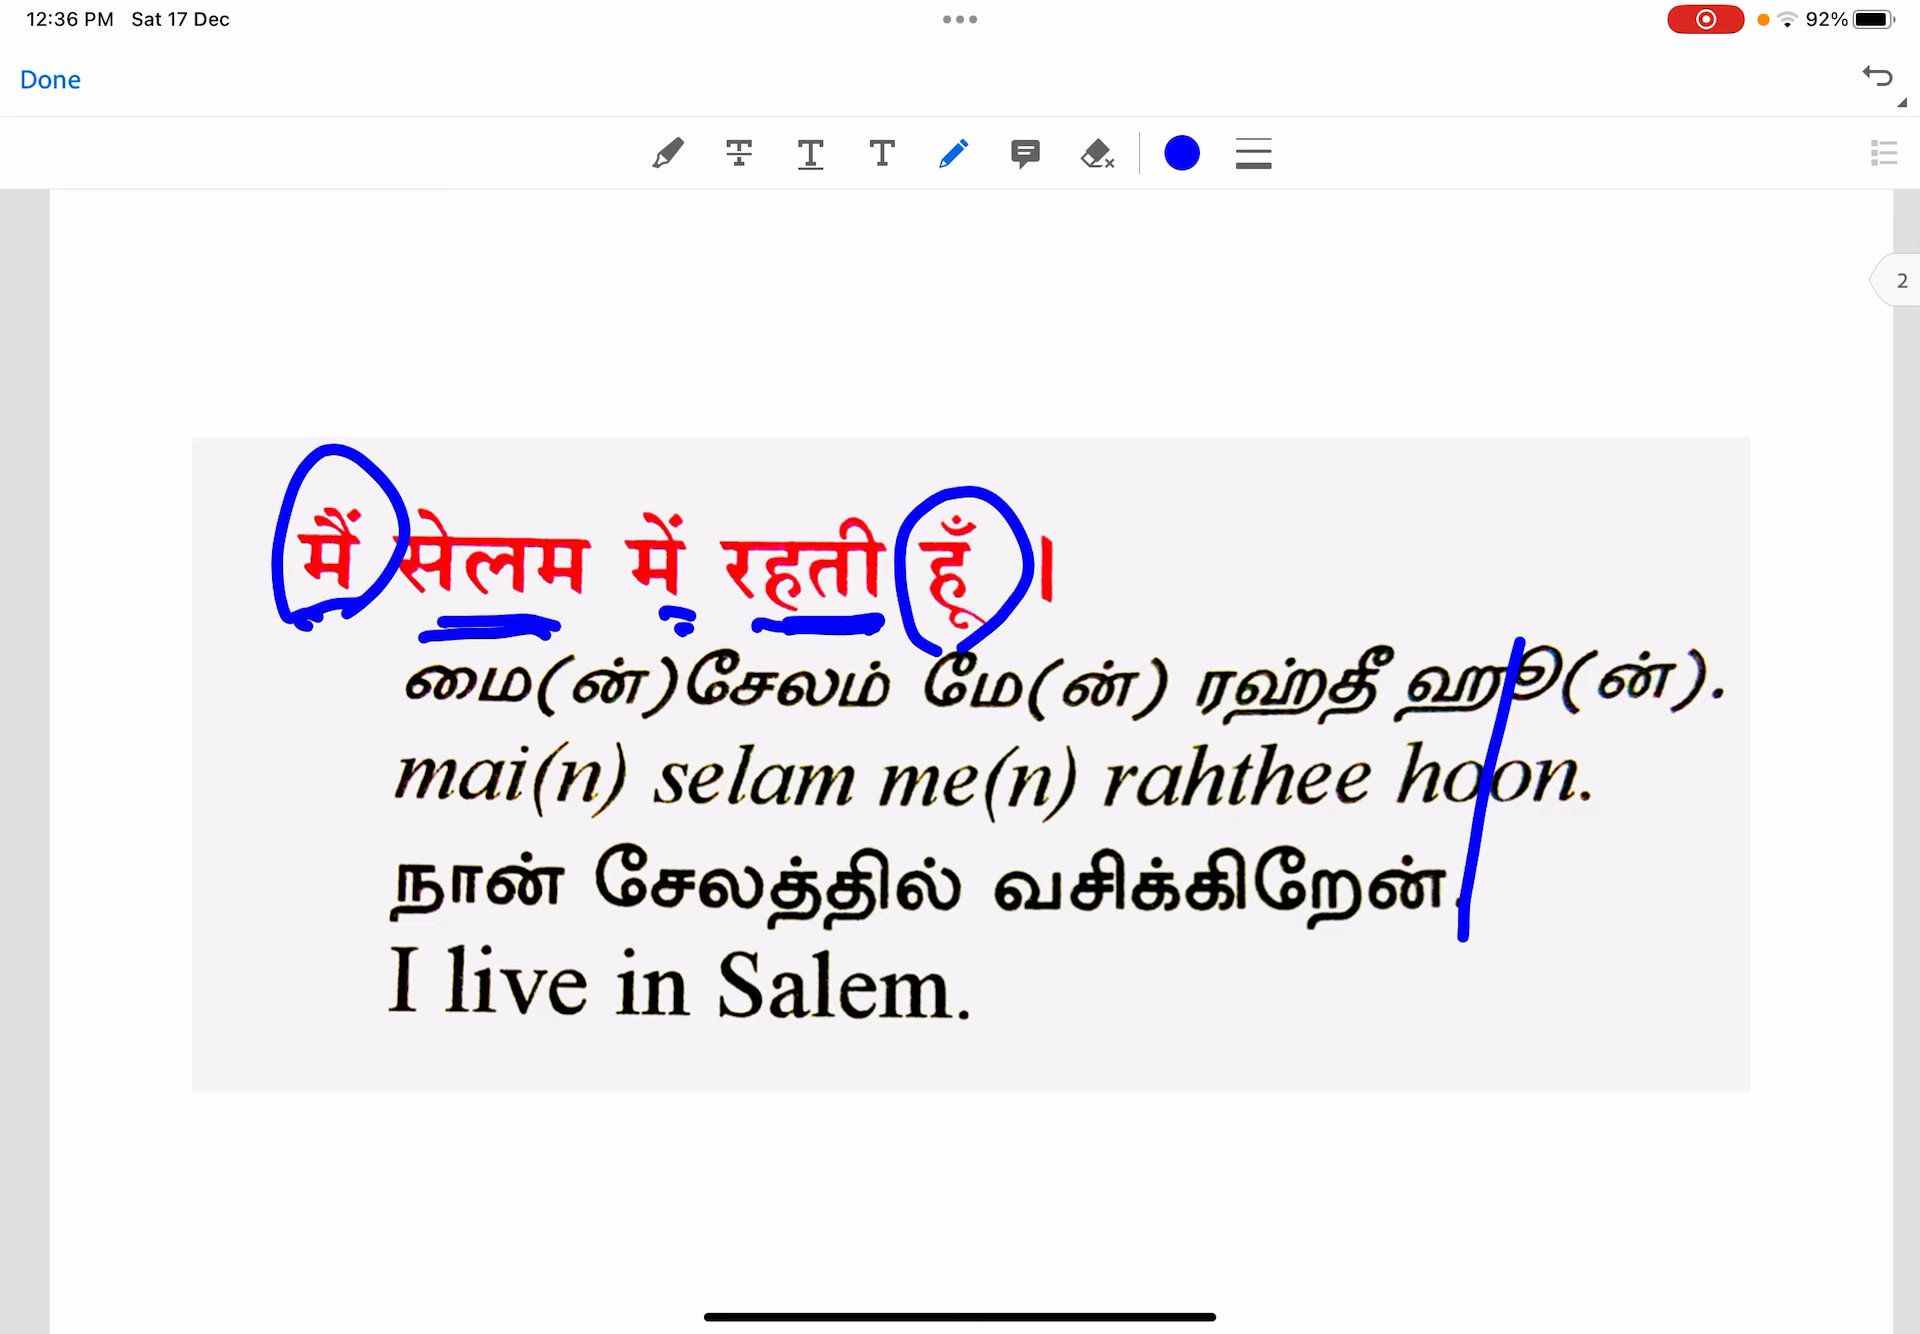 12:36 PM Sat 17 Dec 92%
Done
2
मैं सेलम में रहती हूँ ।
மை(ன்)சேலம் மே(ன்) ரஹ்தீ ஹூ(ன்).
mai(n) selam me(n) rahthee hoon.
நான் சேலத்தில் வசிக்கிறேன்.
I live in Salem.